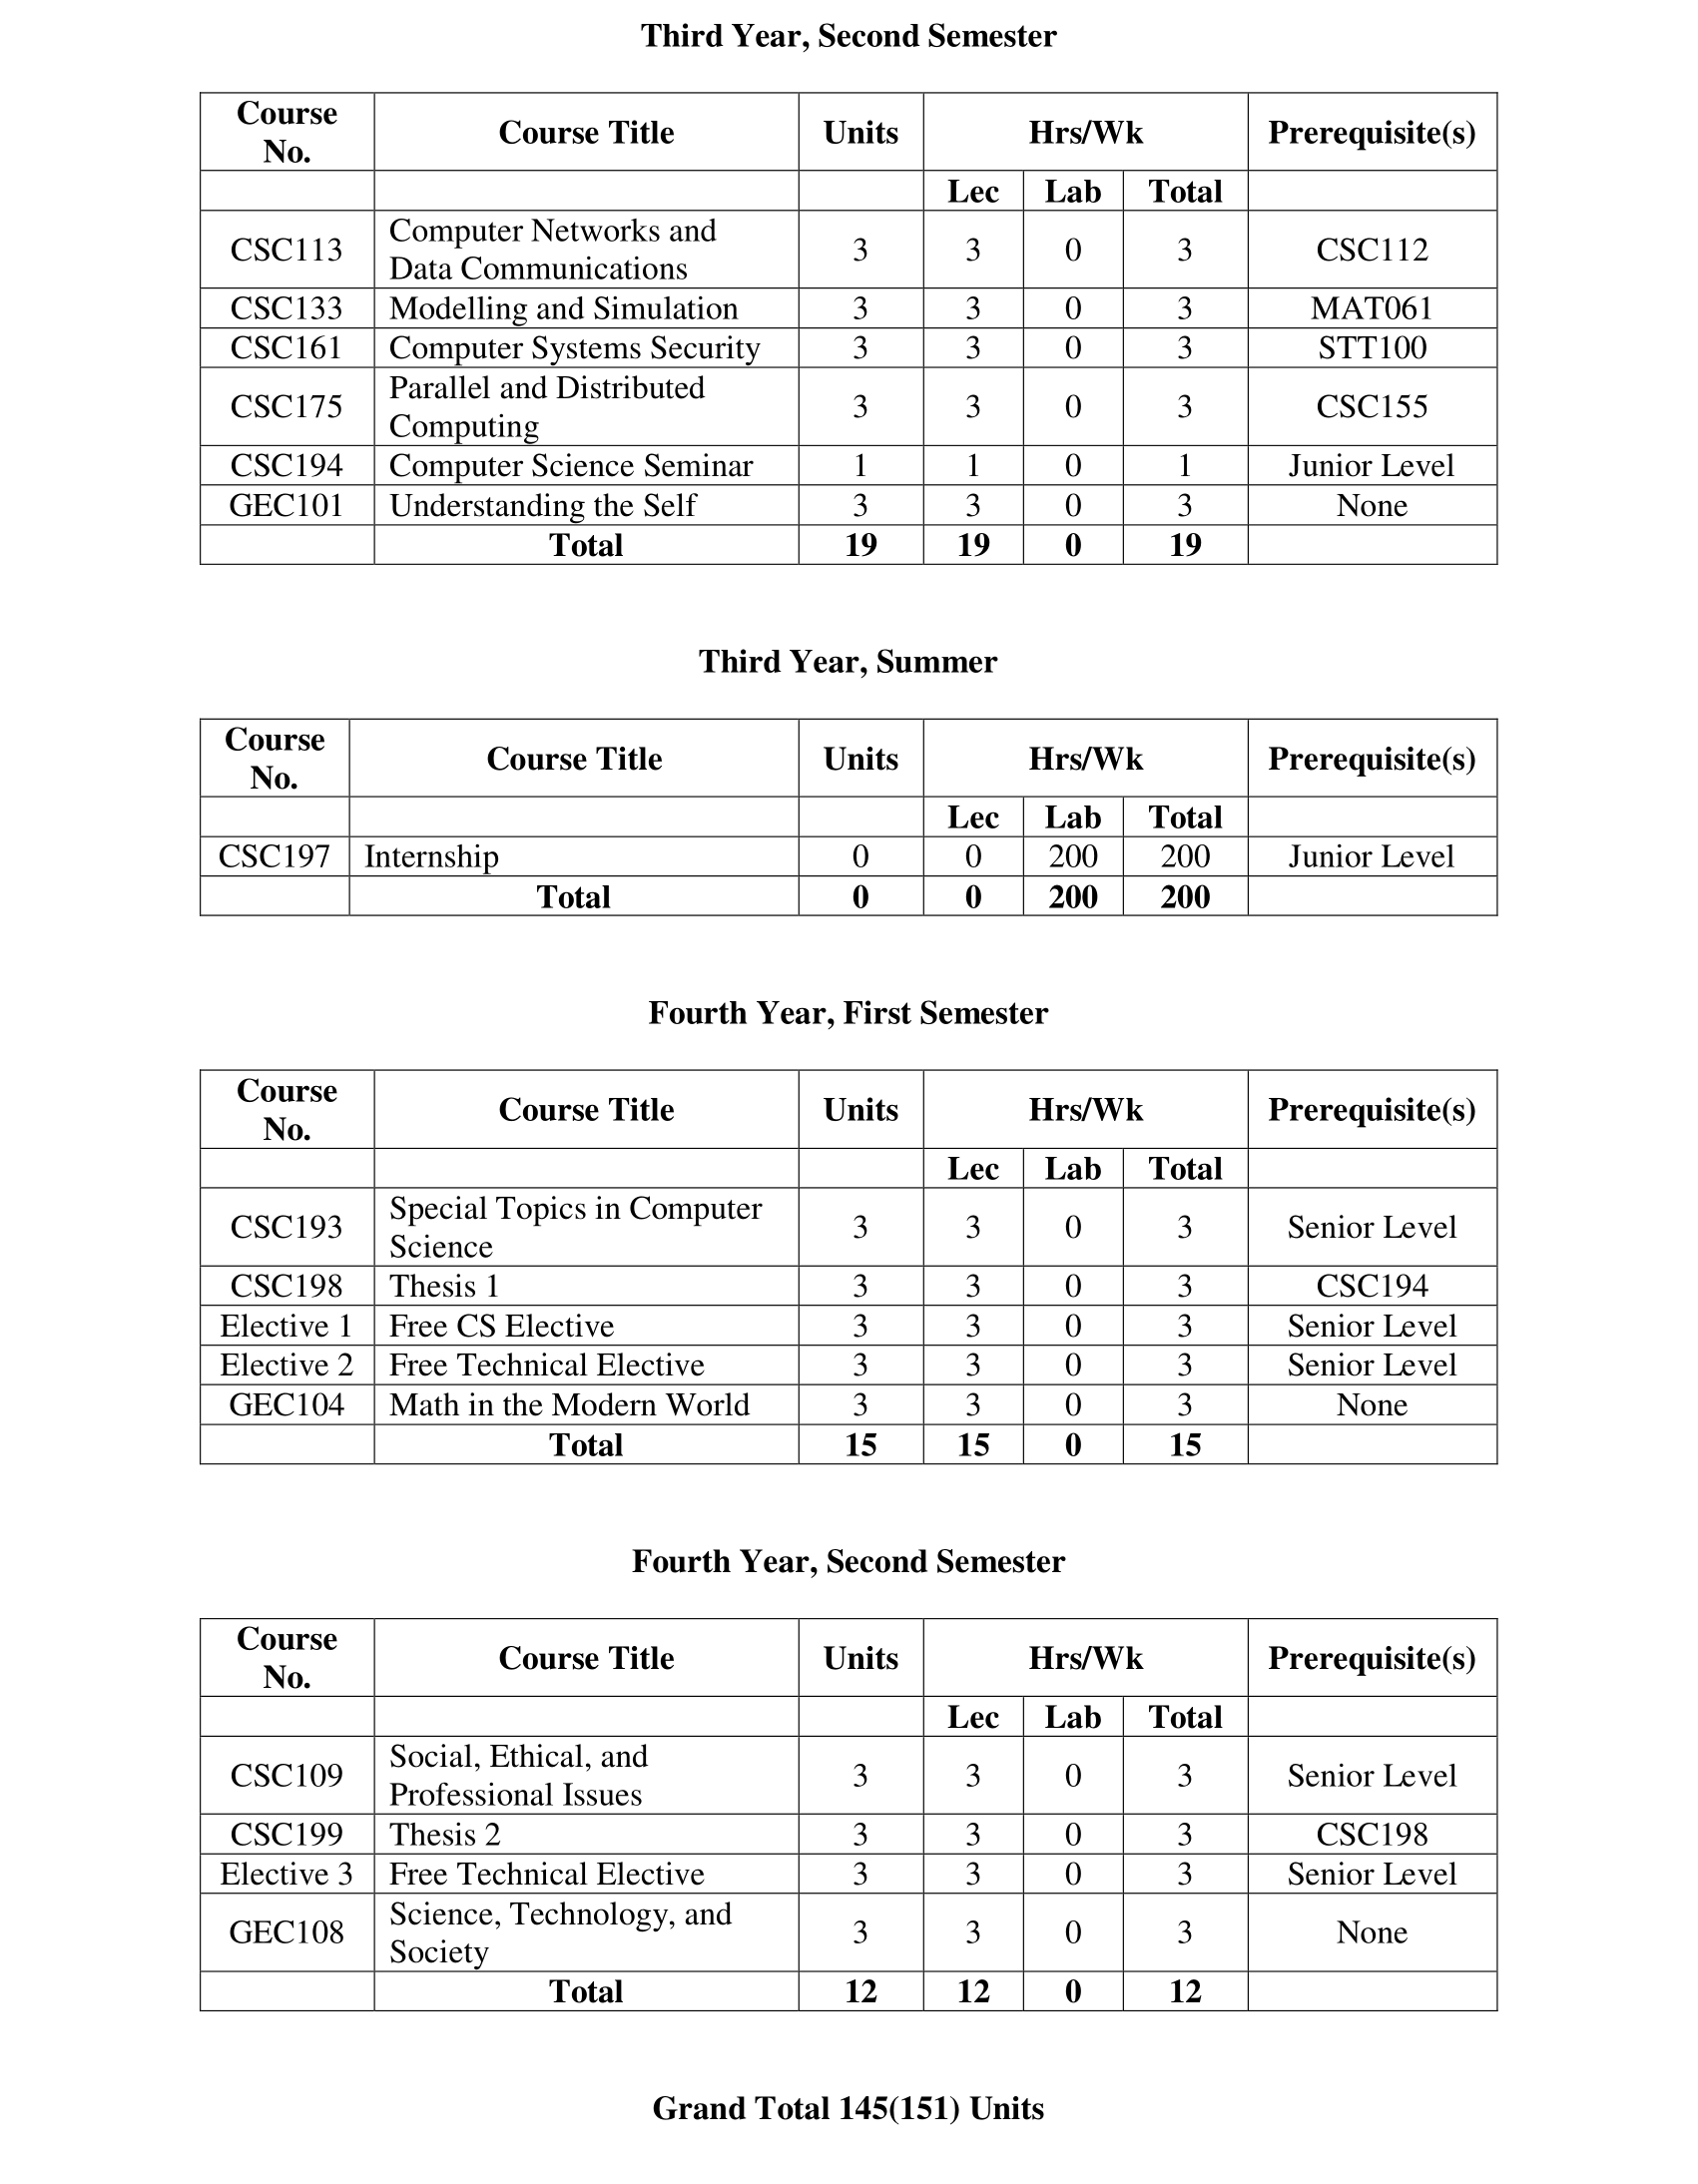 Third Year, Second Semester
Course No. Course Title Units Hrs/Wk Prerequisite(s)
Lec Lab Total
CSC113 Computer Networks and Data Communications 3 3 0 3 CSC112
CSC133 Modelling and Simulation 3 3 0 3 MAT061
CSC161 Computer Systems Security 3 3 0 3 STT100
CSC175 Parallel and Distributed Computing 3 3 0 3 CSC155
CSC194 Computer Science Seminar 1 1 0 1 Junior Level
GEC101 Understanding the Self 3 3 0 3 None
Total 19 19 0 19
Third Year, Summer
Course No. Course Title Units Hrs/Wk Prerequisite(s)
Lec Lab Total
CSC197 Internship 0 0 200 200 Junior Level
Total 0 0 200 200
Fourth Year, First Semester
Course No. Course Title Units Hrs/Wk Prerequisite(s)
Lec Lab Total
CSC193 Special Topics in Computer Science 3 3 0 3 Senior Level
CSC198 Thesis 1 3 3 0 3 CSC194
Elective 1 Free CS Elective 3 3 0 3 Senior Level
Elective 2 Free Technical Elective 3 3 0 3 Senior Level
GEC104 Math in the Modern World 3 3 0 3 None
Total 15 15 0 15
Fourth Year, Second Semester
Course No. Course Title Units Hrs/Wk Prerequisite(s)
Lec Lab Total
CSC109 Social, Ethical, and Professional Issues 3 3 0 3 Senior Level
CSC199 Thesis 2 3 3 0 3 CSC198
Elective 3 Free Technical Elective 3 3 0 3 Senior Level
GEC108 Science, Technology, and Society 3 3 0 3 None
Total 12 12 0 12
Grand Total 145(151) Units